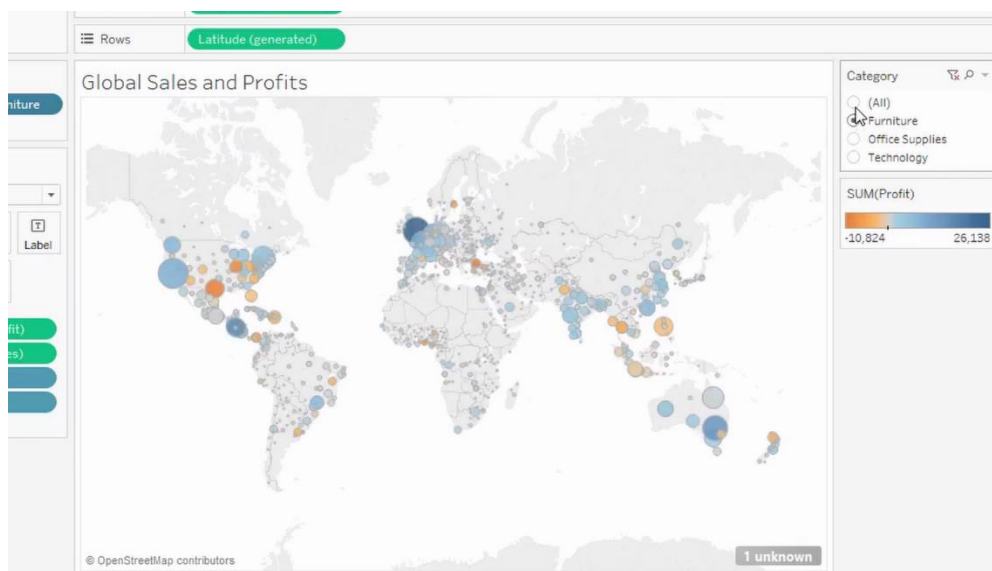 Rows
Latitude (generated)
Global Sales and Profits
Category
(All)
Furniture
Office Supplies
Technology
SUM(Profit)
-10,824 26,138
niture
T
Label
fit)
es)
© OpenStreetMap contributors
1 unknown